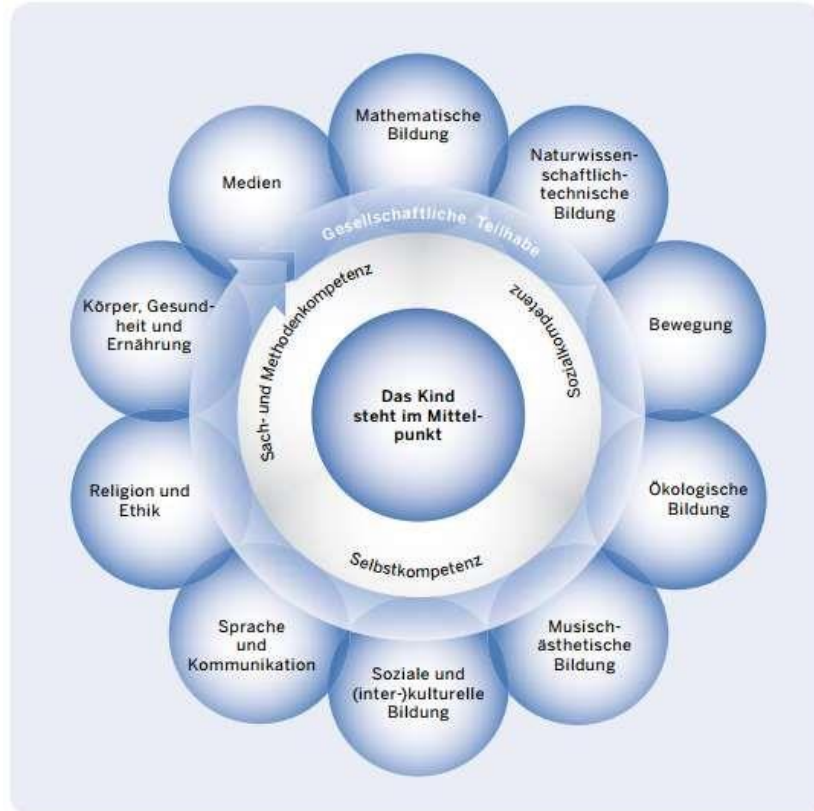 Mathematische
Bildung
Naturwissen-
schaftlich-
technische
Bildung
Bewegung
Ökologische
Bildung
Musisch-
ästhetische
Bildung
Soziale und
(inter-)kulturelle
Bildung
Sprache
und
Kommunikation
Religion und
Ethik
Körper, Gesund-
heit und
Ernährung
Medien
Gesellschaftliche Teilhabe
Sach- und Methodenkompetenz
Sozialkompetenz
Selbstkompetenz
Das Kind
steht im Mittel-
punkt